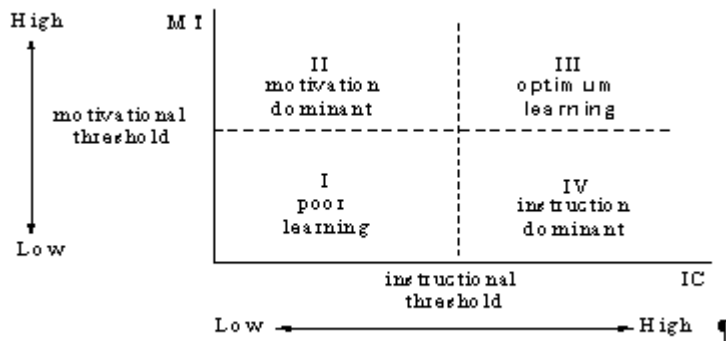 High
MI
II
motivation
dominant
III
optimum
learning
motivational
threshold
I
poor
learning
IV
instruction
dominant
Low
instructional
threshold
IC
Low
High ¶